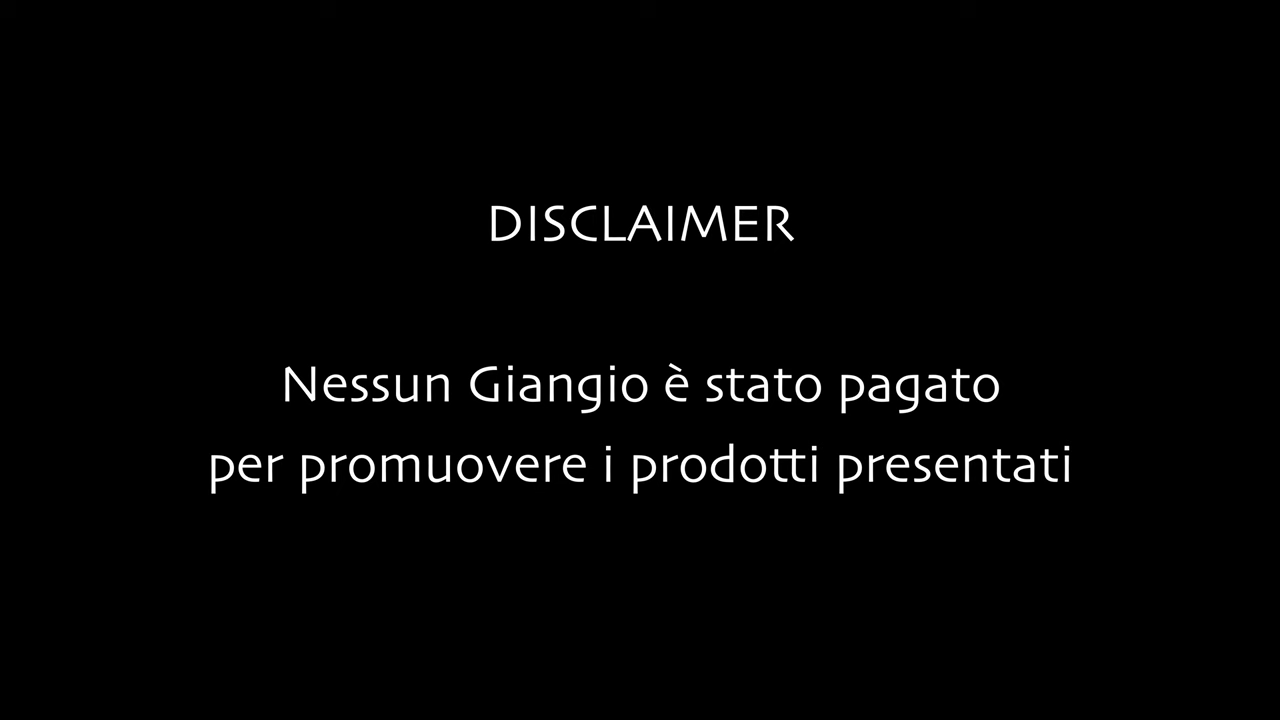 DISCLAIMER
Nessun Giangio è stato pagato
per promuovere i prodotti presentati